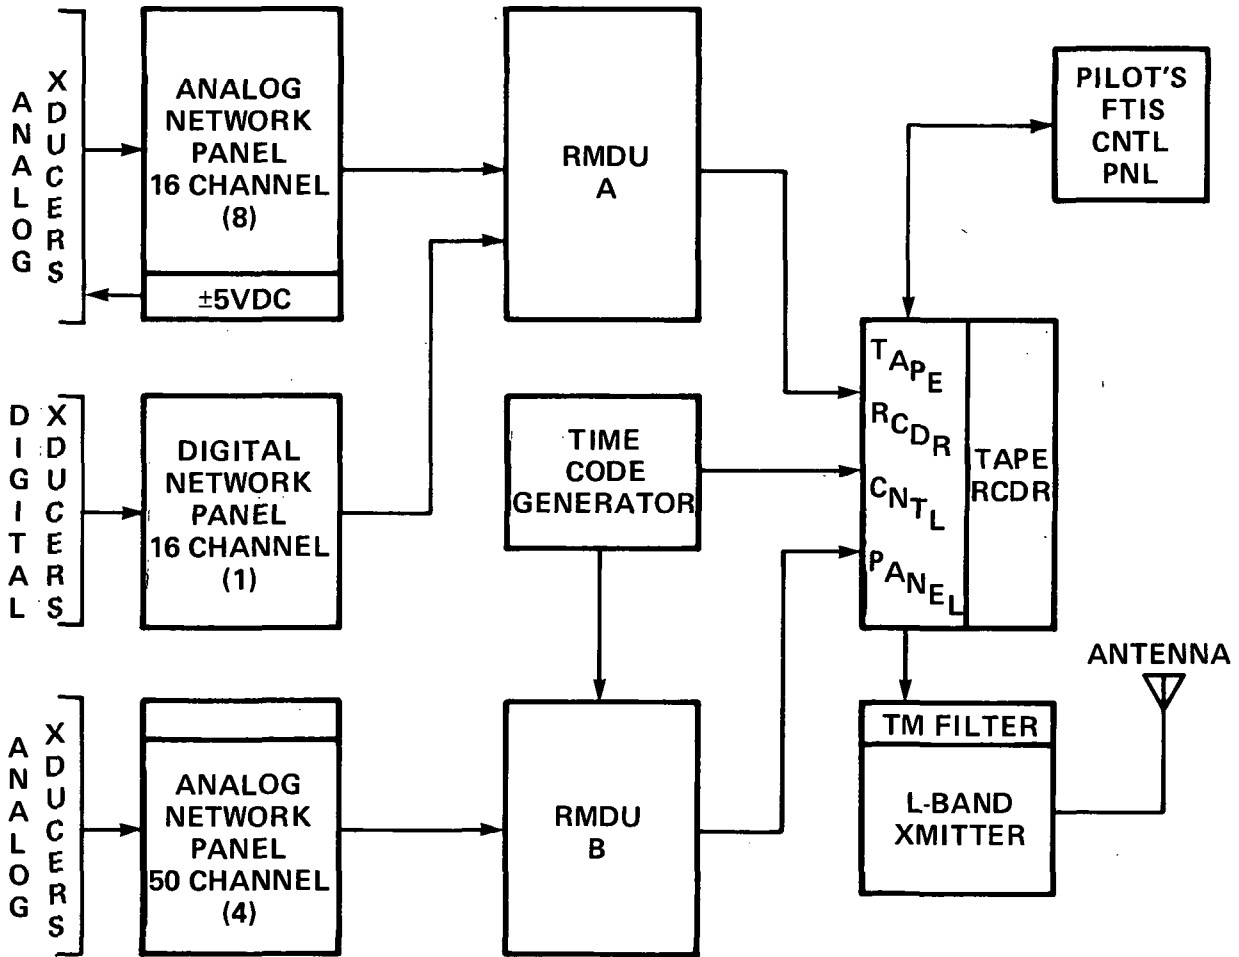 ANALOG
XDUCERS
ANALOG
NETWORK
PANEL
16 CHANNEL
(8)
±5VDC
RMDU
A
PILOT'S
FTIS
CNTL
PNL
DIGITAL
XDUCERS
DIGITAL
NETWORK
PANEL
16 CHANNEL
(1)
TIME
CODE
GENERATOR
TAPE
RCDR
CNTL
PANEL
TAPE
RCDR
ANALOG
XDUCERS
ANALOG
NETWORK
PANEL
50 CHANNEL
(4)
RMDU
B
TM FILTER
L-BAND
XMITTER
ANTENNA